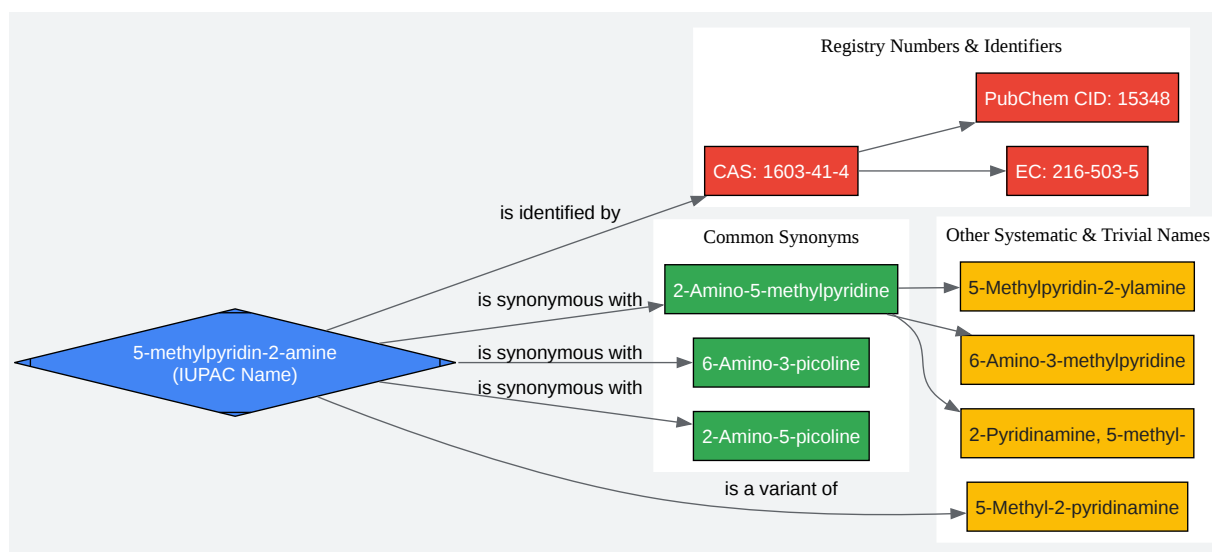 Registry Numbers & Identifiers
PubChem CID: 15348
CAS: 1603-41-4
EC: 216-503-5
is identified by
Common Synonyms
Other Systematic & Trivial Names
2-Amino-5-methylpyridine
5-Methylpyridin-2-ylamine
is synonymous with
5-methylpyridin-2-amine
(IUPAC Name)
is synonymous with
6-Amino-3-picoline
6-Amino-3-methylpyridine
is synonymous with
2-Amino-5-picoline
2-Pyridinamine, 5-methyl-
is a variant of
5-Methyl-2-pyridinamine